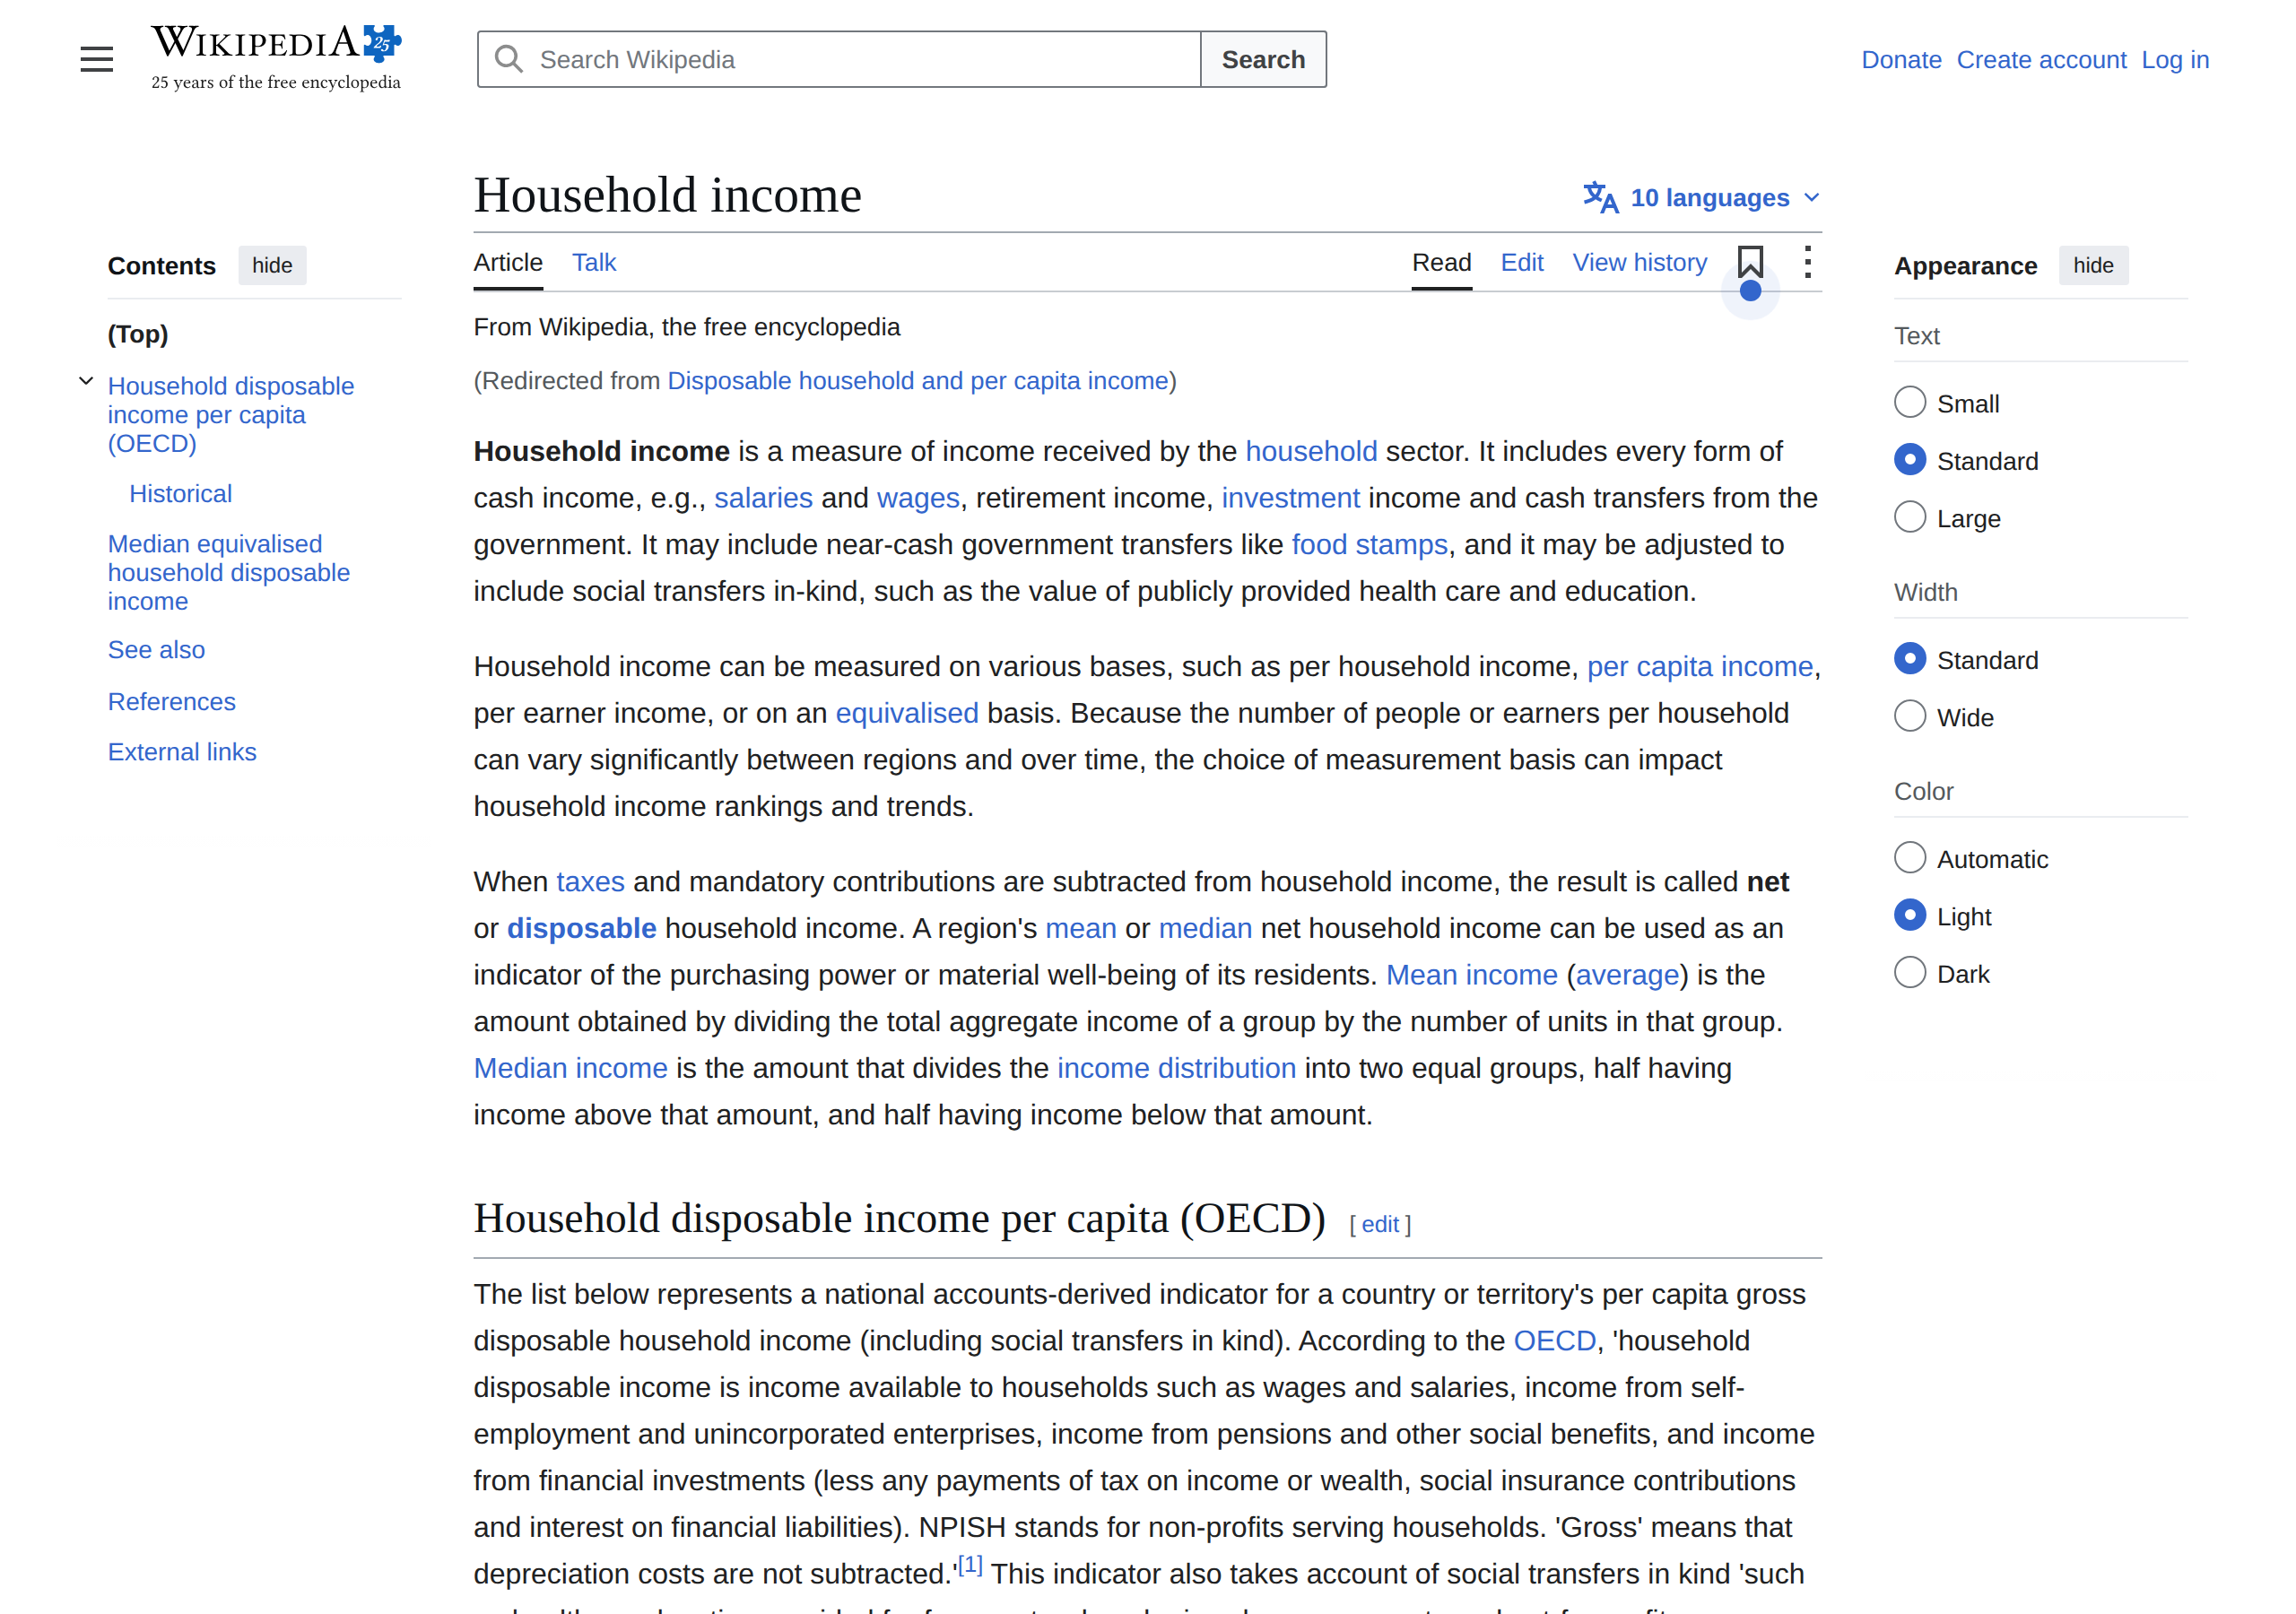 WIKIPEDIA 25
25 years of the free encyclopedia
Search Wikipedia
Search
Donate Create account Log in
Household income
10 languages
Article Talk
Read Edit View history
Contents hide
(Top)
Household disposable
income per capita
(OECD)
Historical
Median equivalised
household disposable
income
See also
References
External links
From Wikipedia, the free encyclopedia
(Redirected from Disposable household and per capita income)
Household income is a measure of income received by the household sector. It includes every form of
cash income, e.g., salaries and wages, retirement income, investment income and cash transfers from the
government. It may include near-cash government transfers like food stamps, and it may be adjusted to
include social transfers in-kind, such as the value of publicly provided health care and education.
Household income can be measured on various bases, such as per household income, per capita income,
per earner income, or on an equivalised basis. Because the number of people or earners per household
can vary significantly between regions and over time, the choice of measurement basis can impact
household income rankings and trends.
When taxes and mandatory contributions are subtracted from household income, the result is called net
or disposable household income. A region's mean or median net household income can be used as an
indicator of the purchasing power or material well-being of its residents. Mean income (average) is the
amount obtained by dividing the total aggregate income of a group by the number of units in that group.
Median income is the amount that divides the income distribution into two equal groups, half having
income above that amount, and half having income below that amount.
Household disposable income per capita (OECD) [ edit ]
The list below represents a national accounts-derived indicator for a country or territory's per capita gross
disposable household income (including social transfers in kind). According to the OECD, 'household
disposable income is income available to households such as wages and salaries, income from self-
employment and unincorporated enterprises, income from pensions and other social benefits, and income
from financial investments (less any payments of tax on income or wealth, social insurance contributions
and interest on financial liabilities). NPISH stands for non-profits serving households. 'Gross' means that
depreciation costs are not subtracted.'[1] This indicator also takes account of social transfers in kind 'such
Appearance hide
Text
Small
Standard
Large
Width
Standard
Wide
Color
Automatic
Light
Dark